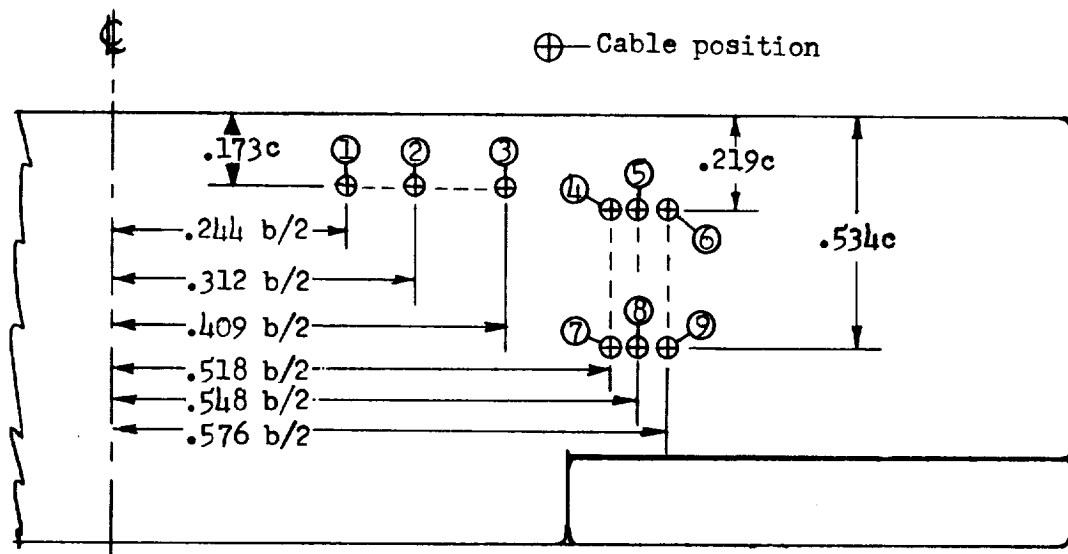 ℄
Cable position
.173c
①
②
③
.219c
④
⑤
⑥
.534c
.244 b/2
.312 b/2
.409 b/2
⑦
⑧
⑨
.518 b/2
.548 b/2
.576 b/2